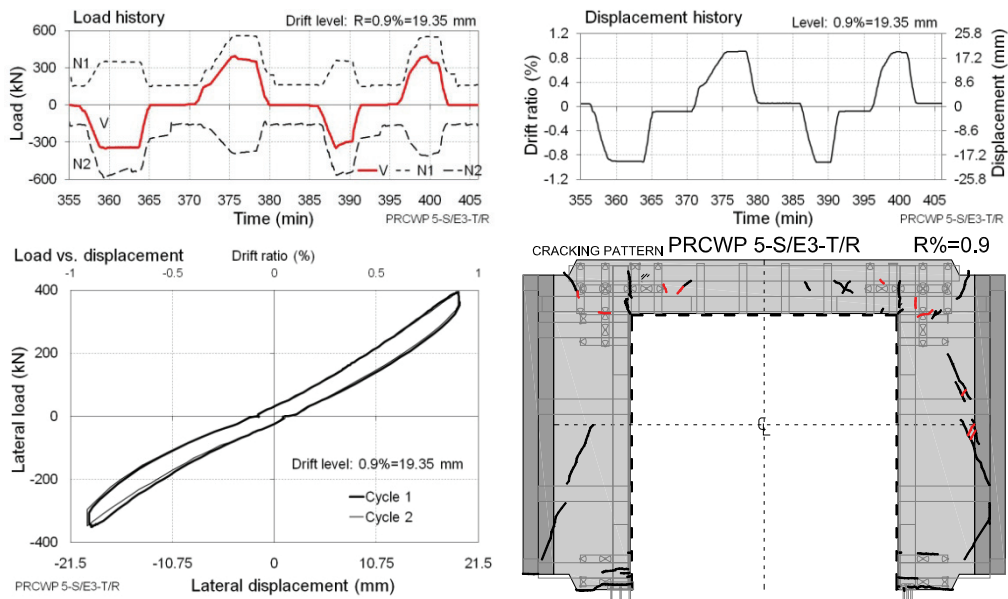 Load history
Drift level: R=0.9%=19.35 mm
Load (kN)
600
300
0
-300
-600
N1
V
N2
V N1 N2
355 360 365 370 375 380 385 390 395 400 405
Time (min)
PRCWP 5-S/E3-T/R
Displacement history
Level: 0.9%=19.35 mm
Drift ratio (%)
1.2
0.8
0.4
0
-0.4
-0.8
-1.2
25.8
17.2
8.6
0
-8.6
-17.2
-25.8
Displacement (mm)
355 360 365 370 375 380 385 390 395 400 405
Time (min)
PRCWP 5-S/E3-T/R
Load vs. displacement
Drift ratio (%)
-1 -0.5 0 0.5 1
Lateral load (kN)
400
200
0
-200
-400
Drift level: 0.9%=19.35 mm
Cycle 1
Cycle 2
-21.5 -10.75 0 10.75 21.5
PRCWP 5-S/E3-T/R
Lateral displacement (mm)
CRACKING PATTERN PRCWP 5-S/E3-T/R R%=0.9
CL